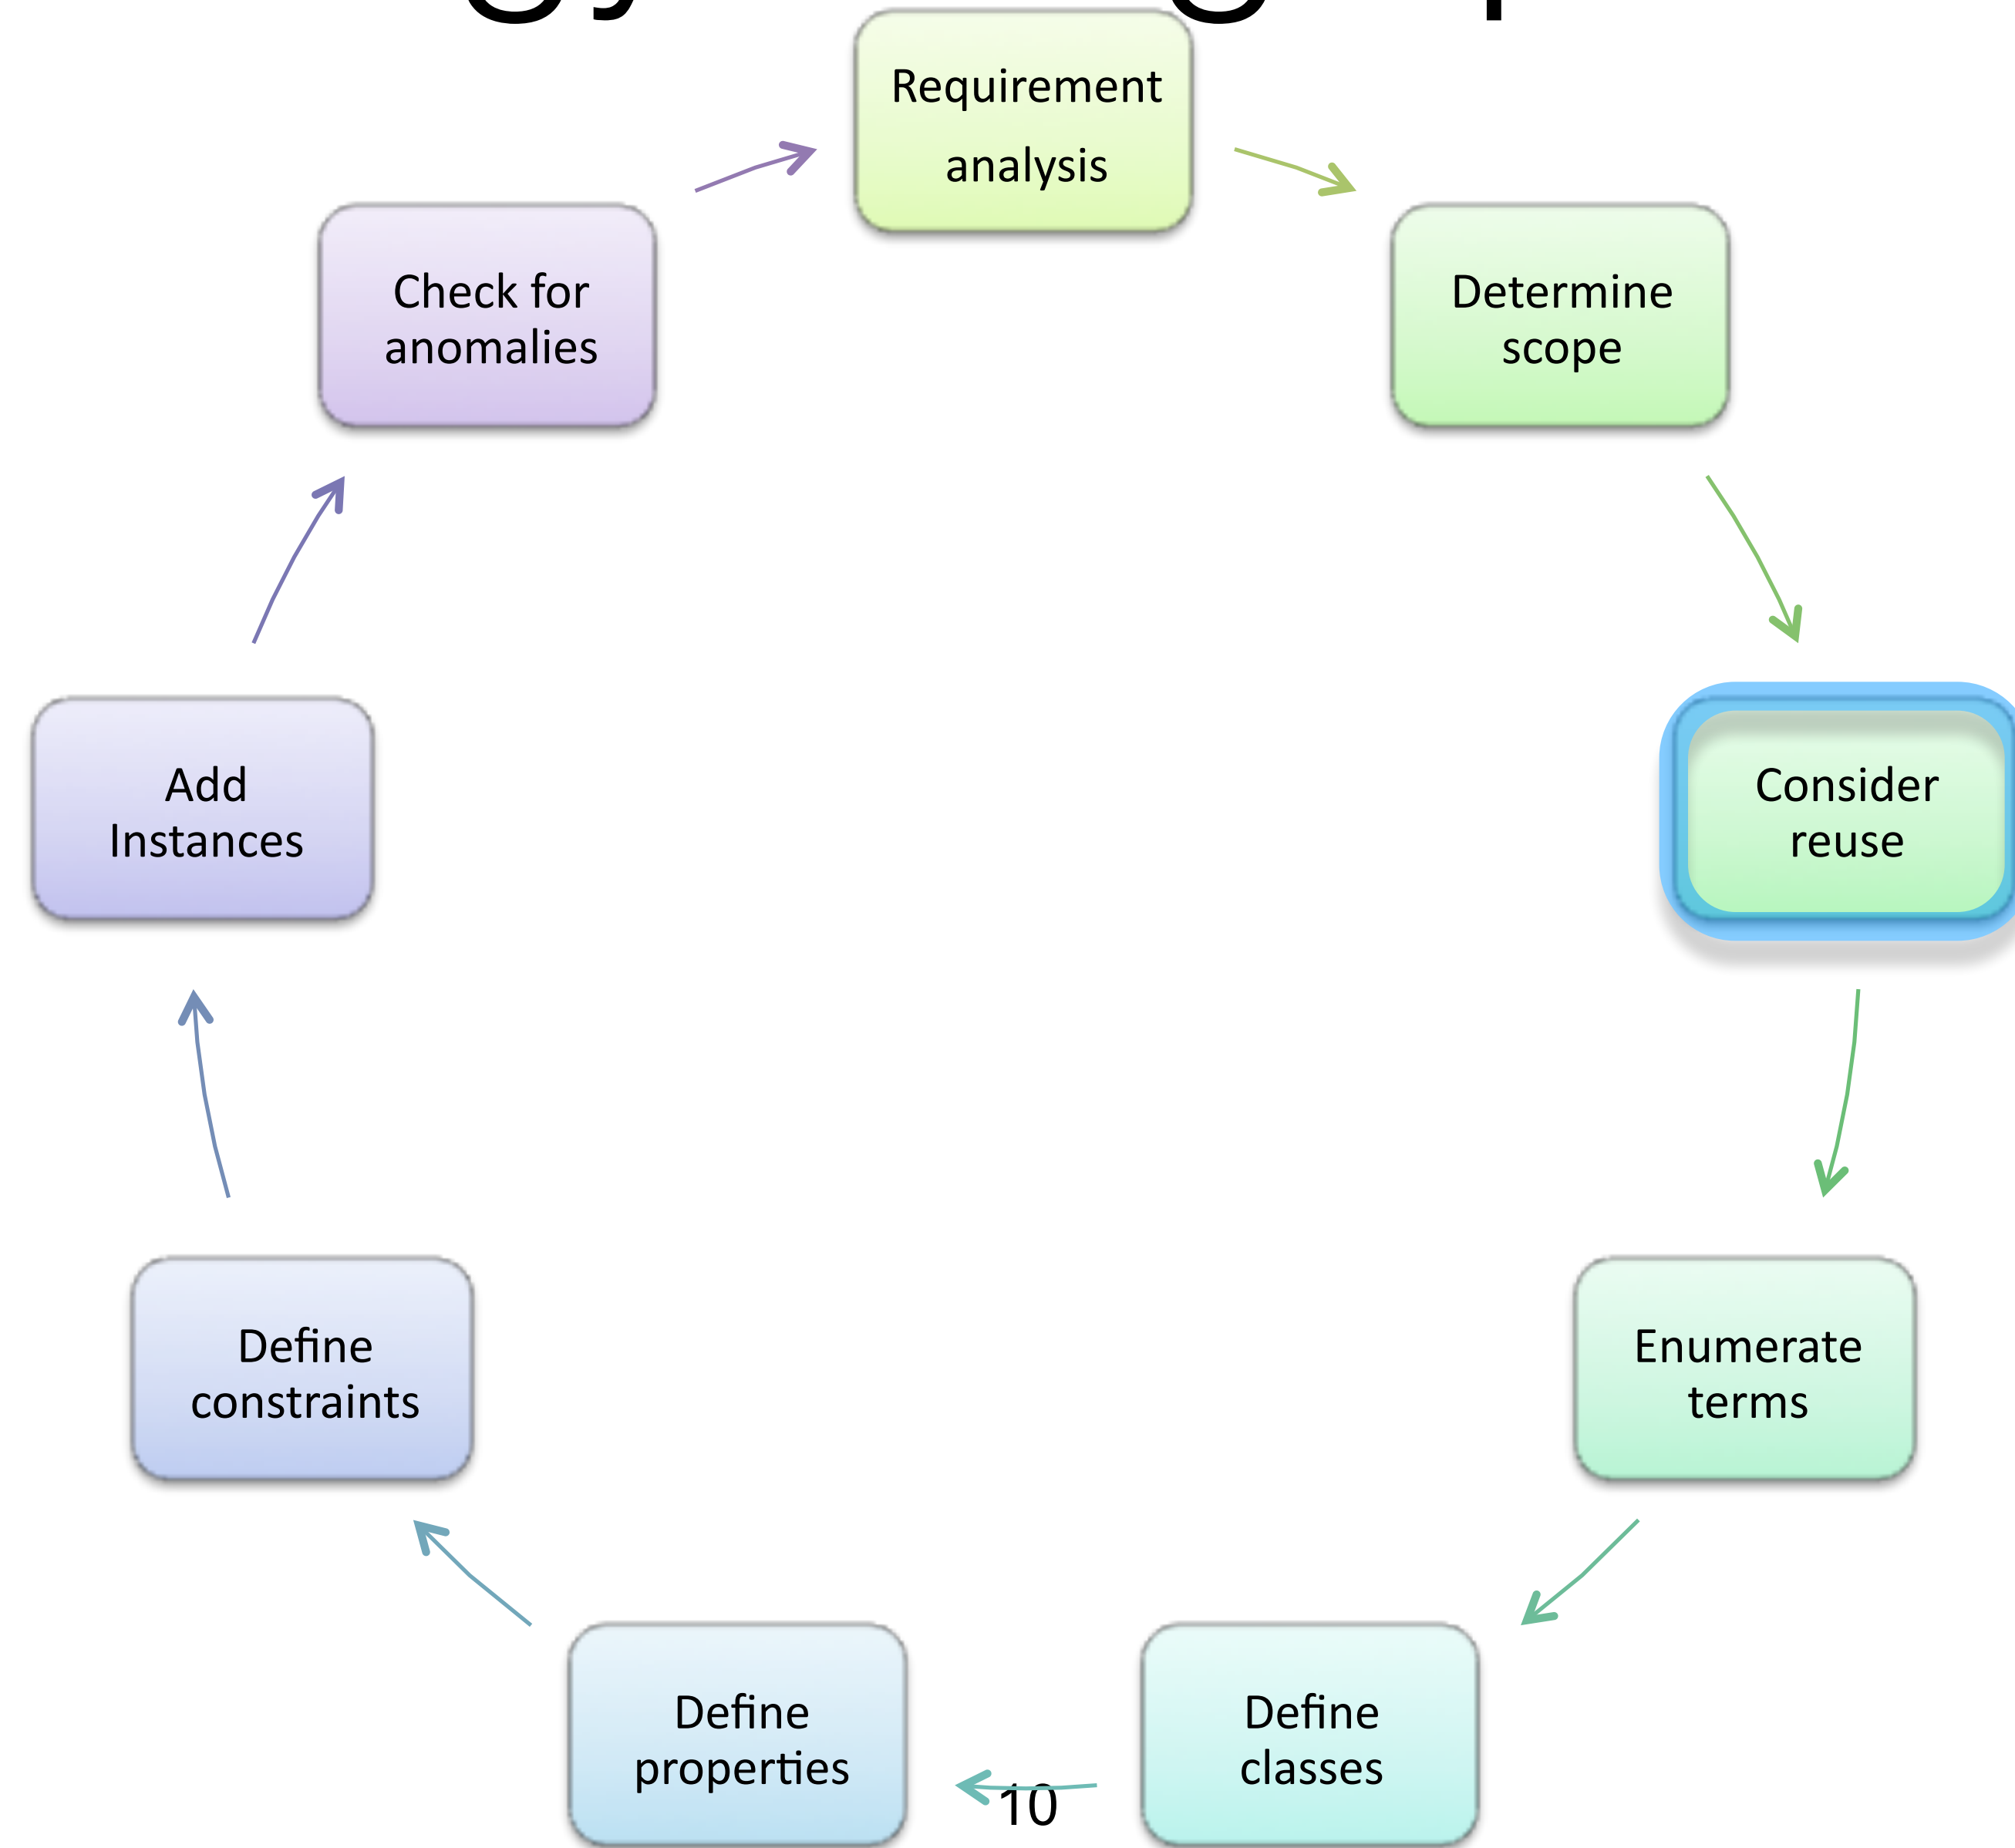 Requirement
analysis
Determine
scope
Consider
reuse
Enumerate
terms
Define
classes
Define
properties
Define
constraints
Add
Instances
Check for
anomalies
10